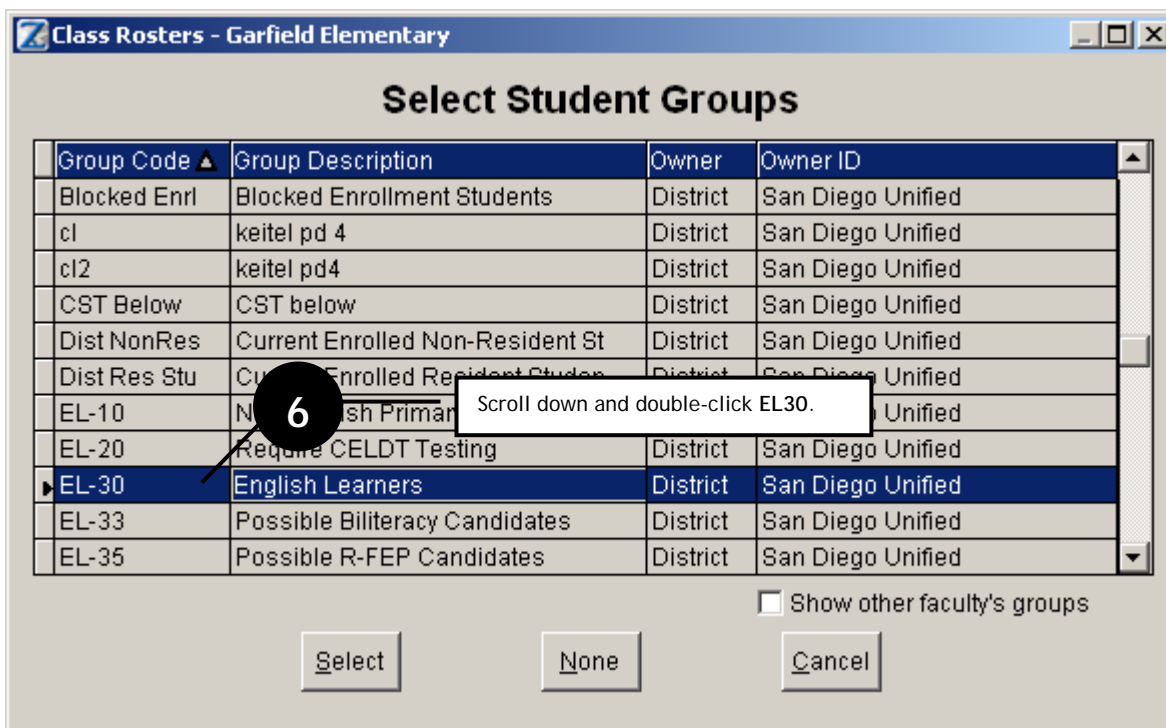 Class Rosters - Garfield Elementary
Select Student Groups
Group Code Group Description Owner Owner ID
Blocked Enrl Blocked Enrollment Students District San Diego Unified
cl keitel pd 4 District San Diego Unified
cl2 keitel pd4 District San Diego Unified
CST Below CST below District San Diego Unified
Dist NonRes Current Enrolled Non-Resident St District San Diego Unified
Dist Res Stu Enrolled District San Diego Unified
EL-10 Unified
6 Scroll down and double-click EL30.
EL-20 Require CELDT Testing District San Diego Unified
EL-30 English Learners District San Diego Unified
EL-33 Possible Biliteracy Candidates District San Diego Unified
EL-35 Possible R-FEP Candidates District San Diego Unified
Show other faculty's groups
Select None Cancel